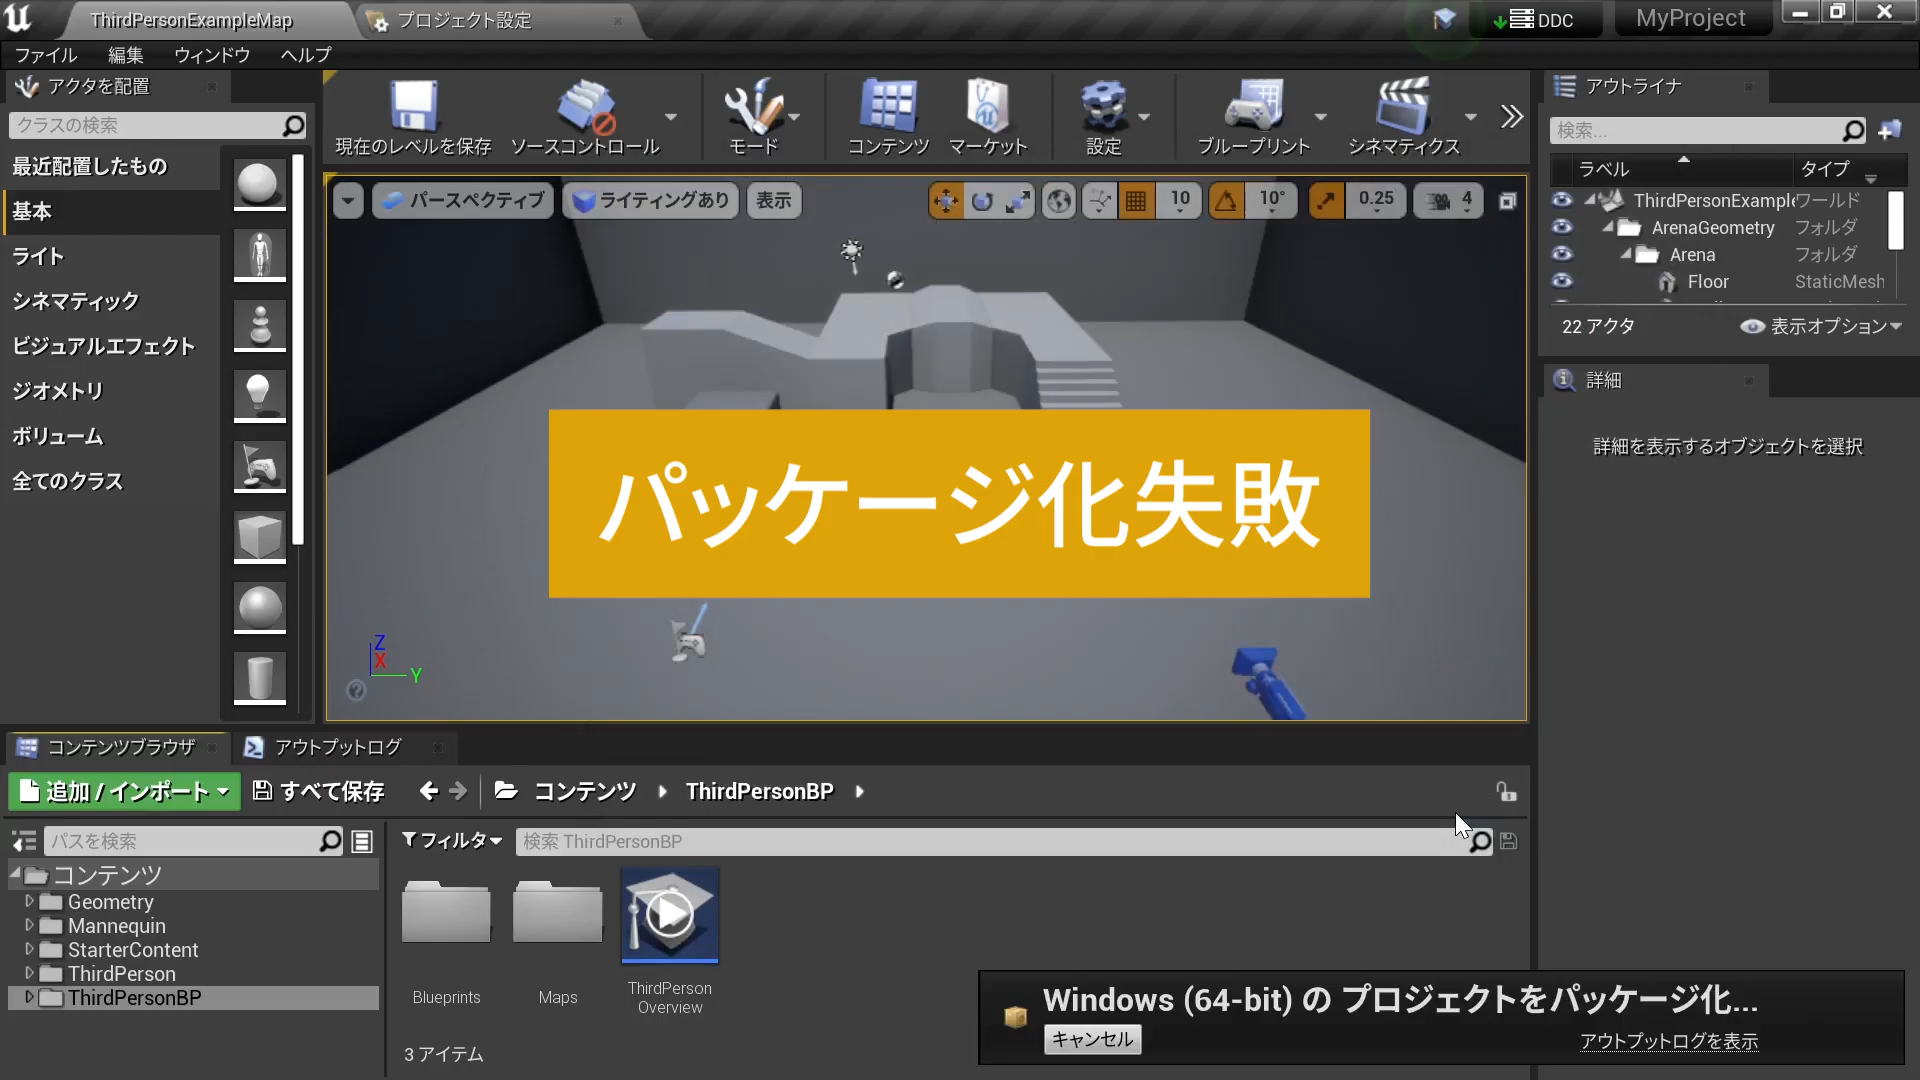 ThirdPersonExampleMap
プロジェクト設定
DDC
MyProject
ファイル 編集 ウィンドウ ヘルプ
アクタを配置
クラスの検索
最近配置したもの
基本
ライト
シネマティック
ビジュアルエフェクト
ジオメトリ
ボリューム
全てのクラス
現在のレベルを保存
ソースコントロール
モード
コンテンツ
マーケット
設定
ブループリント
シネマティクス
パースペクティブ
ライティングあり
表示
10
10°
0.25
4
パッケージ化失敗
Z
X
Y
アウトライナ
検索...
ラベル タイプ
ThirdPersonExample ワールド
ArenaGeometry フォルダ
Arena フォルダ
Floor StaticMesh
22 アクタ
表示オプション
詳細
詳細を表示するオブジェクトを選択
コンテンツブラウザ
アウトプットログ
追加 / インポート
すべて保存
コンテンツ
ThirdPersonBP
パスを検索
フィルタ
検索 ThirdPersonBP
コンテンツ
Geometry
Mannequin
StarterContent
ThirdPerson
ThirdPersonBP
Blueprints
Maps
ThirdPerson
Overview
3 アイテム
Windows (64-bit) の プロジェクトをパッケージ化...
キャンセル
アウトプットログを表示